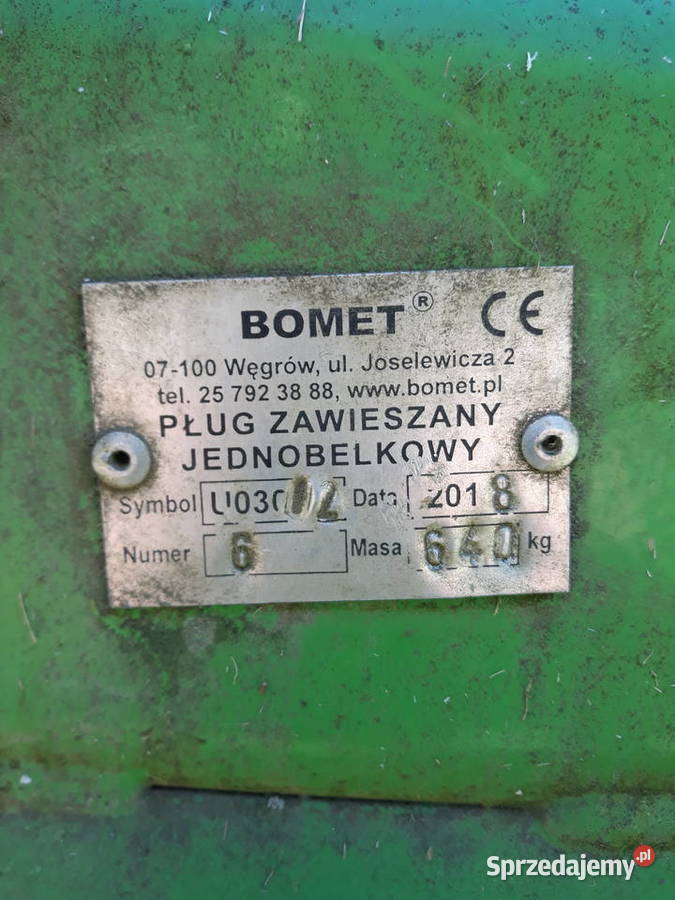 BOMET® CE
07-100 Węgrów, ul. Joselewicza 2
tel. 25 792 38 88, www.bomet.pl
PŁUG ZAWIESZANY
JEDNOBELKOWY
Symbol Data 2018
Numer 6 Masa 640 kg
Sprzedajemy.pl